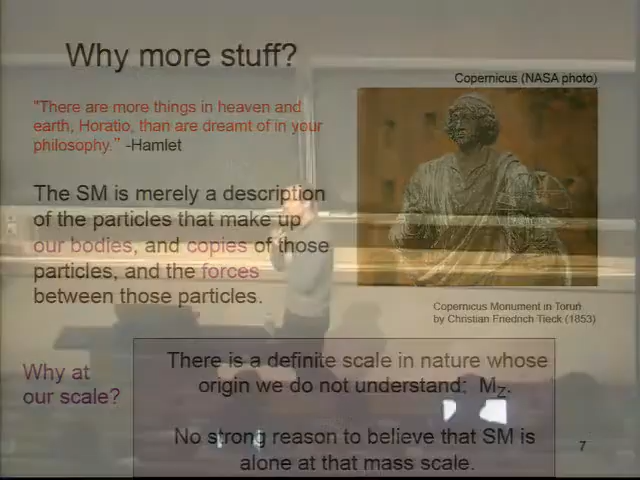 Why more stuff?
Copernicus (NASA photo)
"There are more things in heaven and
earth, Horatio, than are dreamt of in your
philosophy." -Hamlet
The SM is merely a description
of the particles that make up
our bodies, and copies of those
particles, and the forces
between those particles.
Copernicus Monument in Toruń
by Christian Friedrich Tieck (1853)
Why at
our scale?
There is a definite scale in nature whose
origin we do not understand; MZ.
No strong reason to believe that SM is
alone at that mass scale.
7